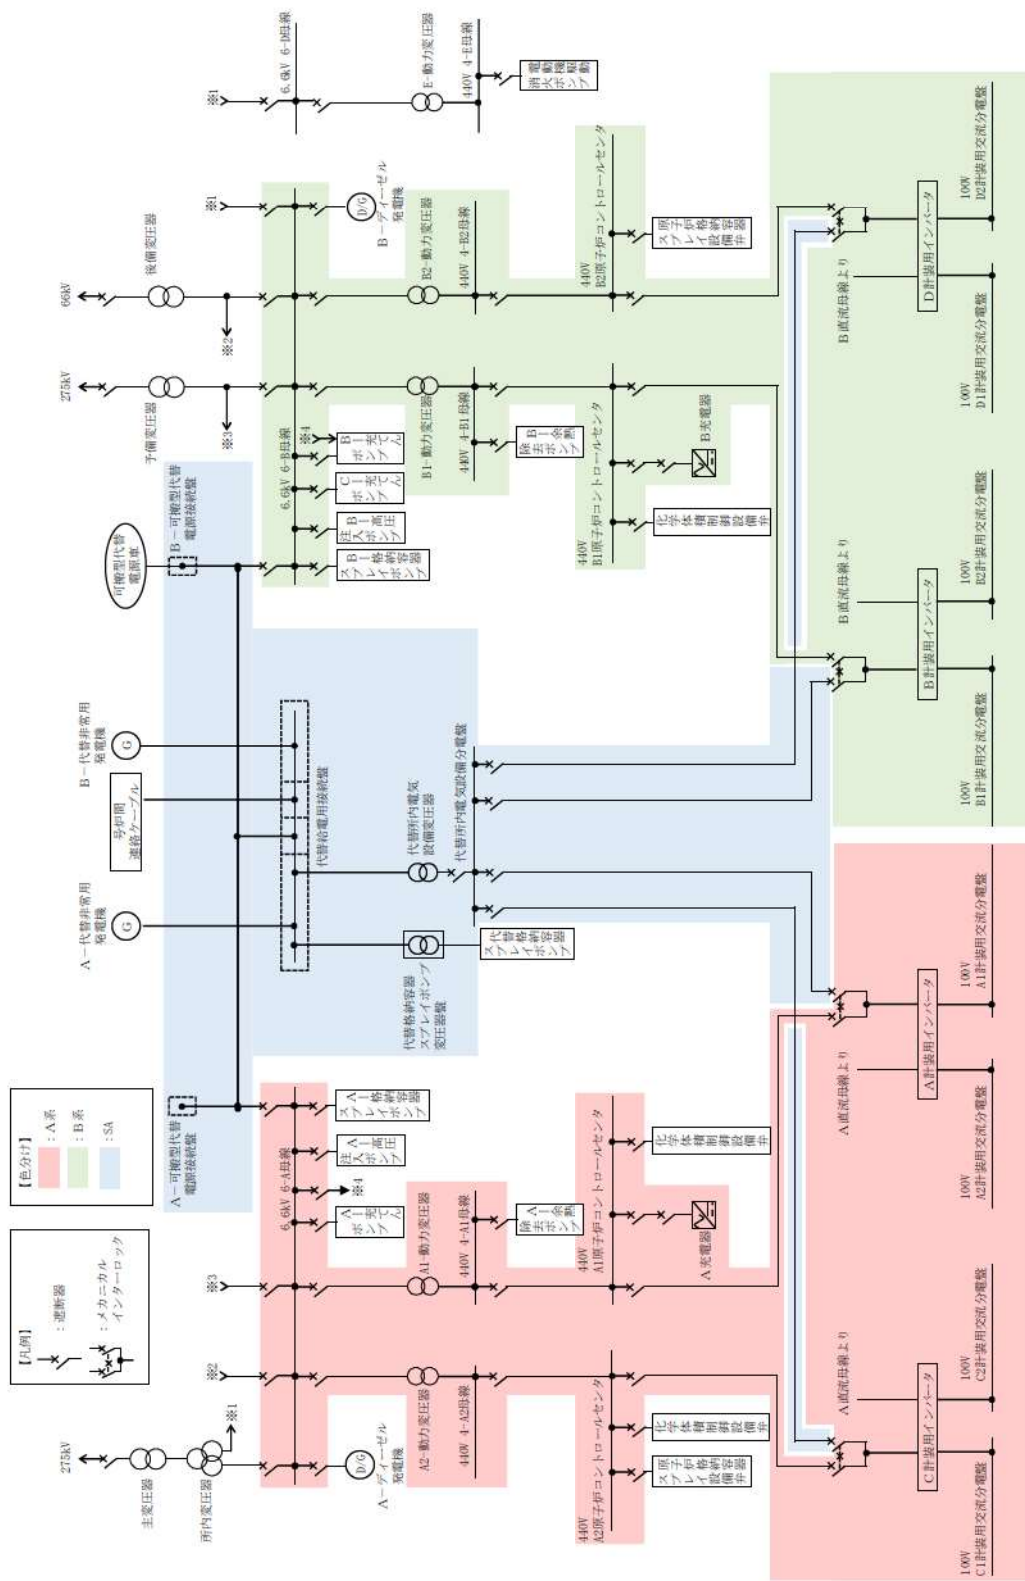 【凡例】
：遮断器
：メカニカル
インターロック
【色分け】
：A系
：B系
：SA
275kV
主変圧器
所内変圧器
※1
※2
※3
275kV
予備変圧器
※3
66kV
後備変圧器
※2
※1
※1
A－可搬型代替
電源接続盤
A－代替非常用
発電機
G
号炉間
連絡ケーブル
B－代替非常用
発電機
G
可搬型代替
電源車
B－可搬型代替
電源接続盤
代替給電用接続盤
6.6kV 6-A母線
D/G
A－ディーゼル
発電機
A－充てん
ポンプ
※4
A－高圧
注入ポンプ
A－格納容器
スプレイポンプ
6.6kV 6-B母線
B－格納容器
スプレイポンプ
B－高圧
注入ポンプ
C－充てん
ポンプ
B－充てん
ポンプ
※4
D/G
B－ディーゼル
発電機
6.6kV 6-D母線
E-動力変圧器
440V 4-E母線
電動機駆動
消火ポンプ
A2-動力変圧器
440V 4-A2母線
A1-動力変圧器
440V 4-A1母線
A－余熱
除去ポンプ
代替格納容器
スプレイポンプ
変圧器盤
代替格納容器
スプレイポンプ
代替所内電気
設備変圧器
代替所内電気設備分電盤
B1-動力変圧器
440V 4-B1母線
B－余熱
除去ポンプ
B2-動力変圧器
440V 4-B2母線
440V
A2原子炉コントロールセンタ
原子炉格納容器
スプレイ設備弁
化学体積制御設備弁
440V
A1原子炉コントロールセンタ
A充電器
化学体積制御設備弁
440V
B1原子炉コントロールセンタ
化学体積制御設備弁
B充電器
440V
B2原子炉コントロールセンタ
原子炉格納容器
スプレイ設備弁
A直流母線より
C計装用インバータ
100V
C1計装用交流分電盤
100V
C2計装用交流分電盤
A直流母線より
A計装用インバータ
100V
A2計装用交流分電盤
100V
A1計装用交流分電盤
B直流母線より
B計装用インバータ
100V
B1計装用交流分電盤
100V
B2計装用交流分電盤
B直流母線より
D計装用インバータ
100V
D1計装用交流分電盤
100V
D2計装用交流分電盤